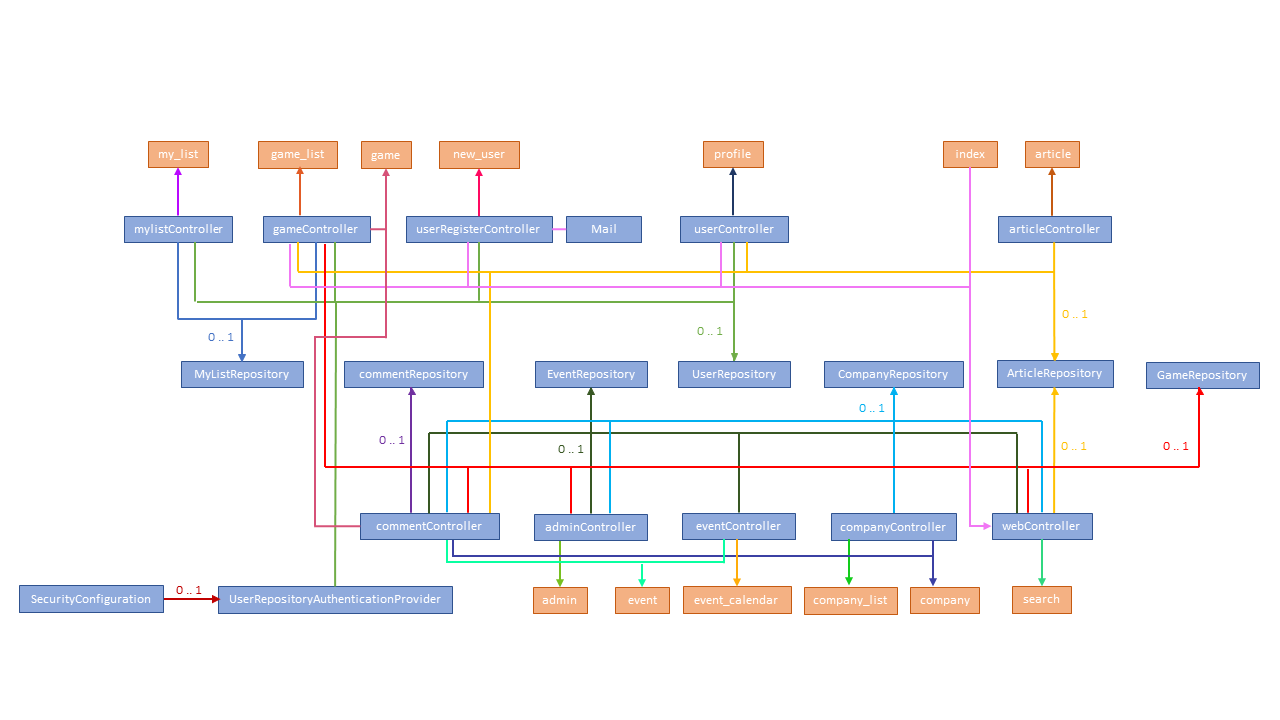 my_list
game_list
game
new_user
profile
index
article
mylistController
gameController
userRegisterController
Mail
userController
articleController
0 .. 1
0 .. 1
0 .. 1
MyListRepository
commentRepository
EventRepository
UserRepository
CompanyRepository
ArticleRepository
GameRepository
0 .. 1
0 .. 1
0 .. 1
0 .. 1
0 .. 1
commentController
adminController
eventController
companyController
webController
0 .. 1
SecurityConfiguration
UserRepositoryAuthenticationProvider
admin
event
event_calendar
company_list
company
search